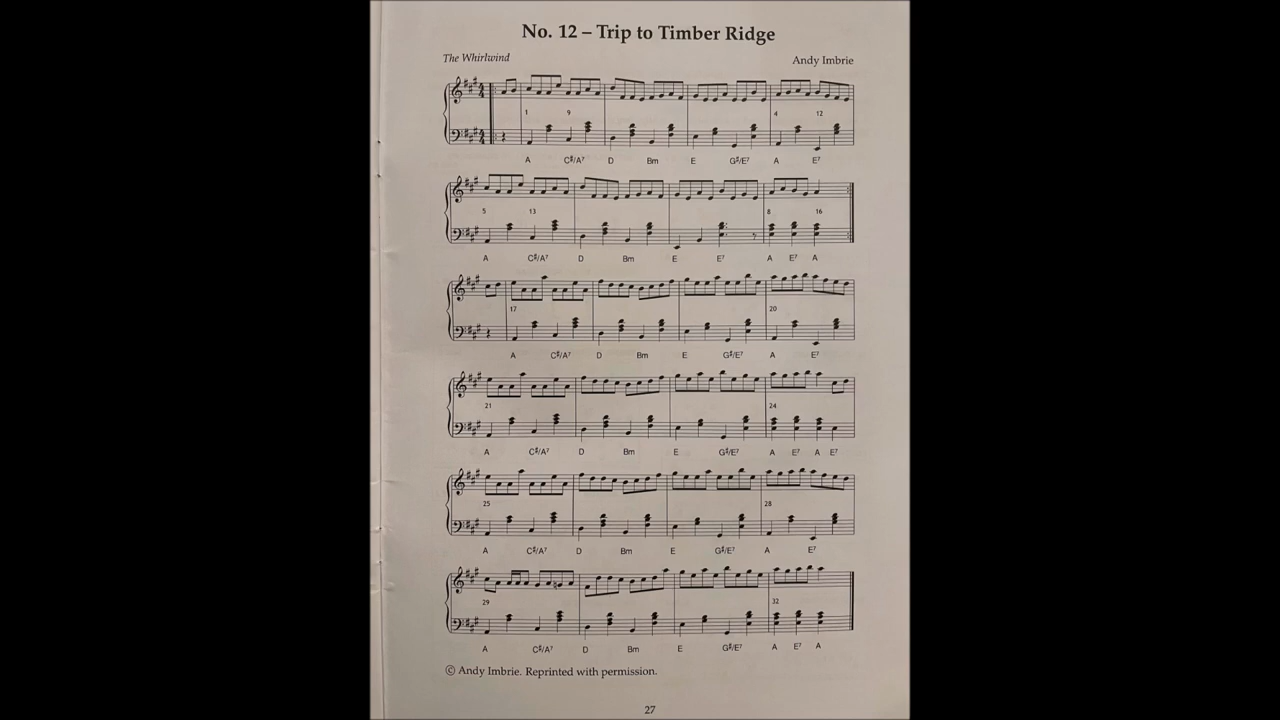 No. 12 – Trip to Timber Ridge
The Whirlwind
Andy Imbrie
1 9 4 12
A C♯/A7 D Bm E G♯/E7 A E7
5 13 8 16
A C♯/A7 D Bm E E7 A E7 A
17 20
A C♯/A7 D Bm E G♯/E7 A E7
21 24
A C♯/A7 D Bm E G♯/E7 A E7 A E7
25 28
A C♯/A7 D Bm E G♯/E7 A E7
29 32
A C♯/A7 D Bm E G♯/E7 A E7 A
© Andy Imbrie. Reprinted with permission.
27